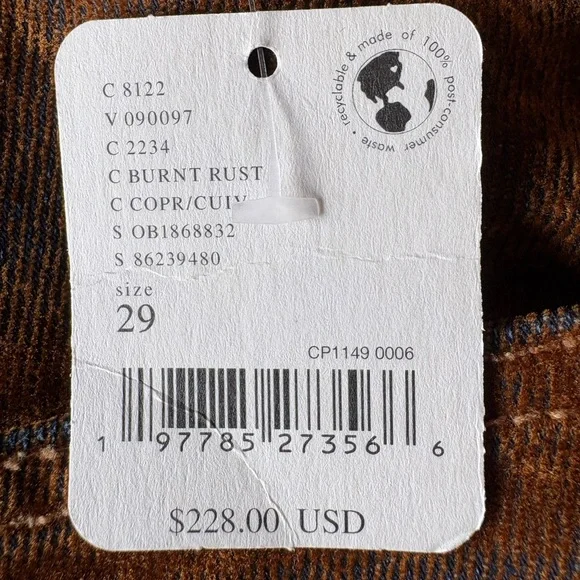 C 8122
V 090097
C 2234
C BURNT RUST
C COPR/CUIV
S OB1868832
S 86239480
size
29
recyclable & made of 100% post-consumer waste •
CP1149 0006
1 97785 27356 6
$228.00 USD